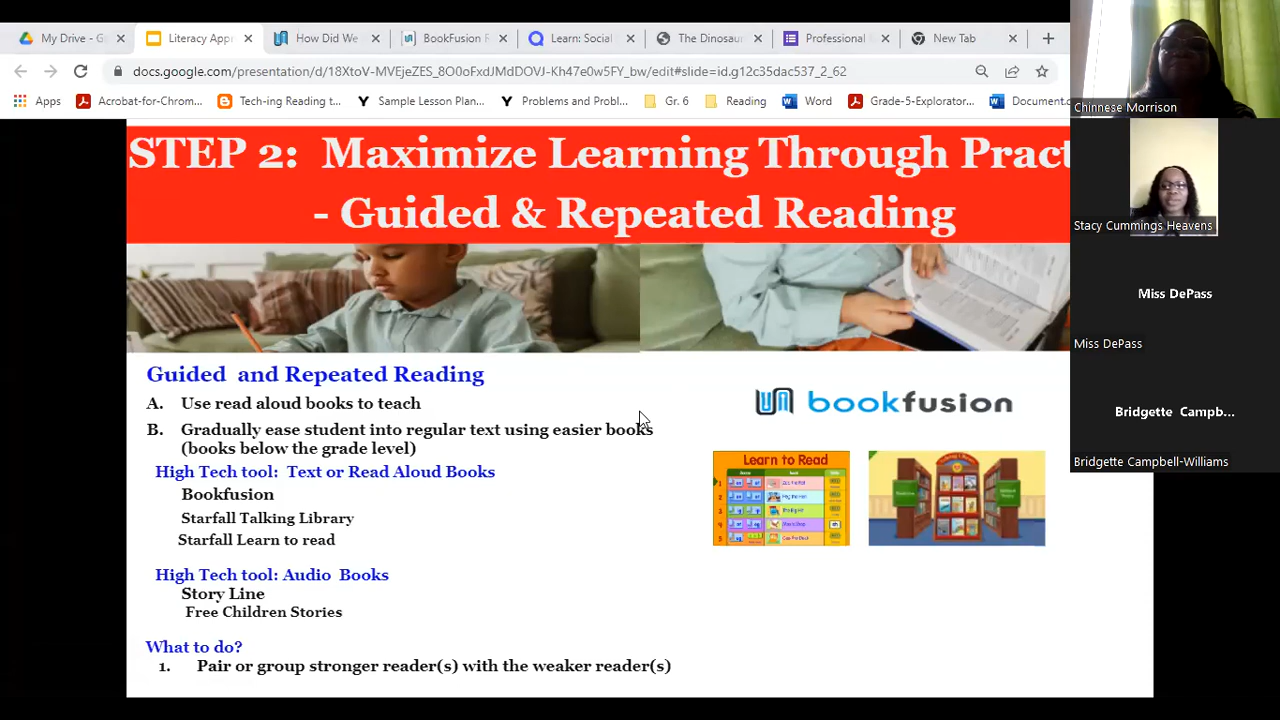 My Drive - G
Literacy App
How Did We
BookFusion R
Learn: Social
The Dinosau
Professional
New Tab
docs.google.com/presentation/d/18XtoV-MVEjeZES_8O0oFxdJMdDOVJ-Kh47e0w5FY_bw/edit#slide=id.g12c35dac537_2_62
Apps
Acrobat-for-Chrom...
Tech-ing Reading t...
Sample Lesson Plan...
Problems and Probl...
Gr. 6
Reading
Word
Grade-5-Explorator...
Document.c
STEP 2: Maximize Learning Through Pract
- Guided & Repeated Reading
Guided and Repeated Reading
A. Use read aloud books to teach
B. Gradually ease student into regular text using easier books
(books below the grade level)
High Tech tool: Text or Read Aloud Books
Bookfusion
Starfall Talking Library
Starfall Learn to read
High Tech tool: Audio Books
Story Line
Free Children Stories
What to do?
1. Pair or group stronger reader(s) with the weaker reader(s)
bookfusion
Learn to Read
Chinnese Morrison
Stacy Cummings Heavens
Miss DePass
Miss DePass
Bridgette Campb...
Bridgette Campbell-Williams